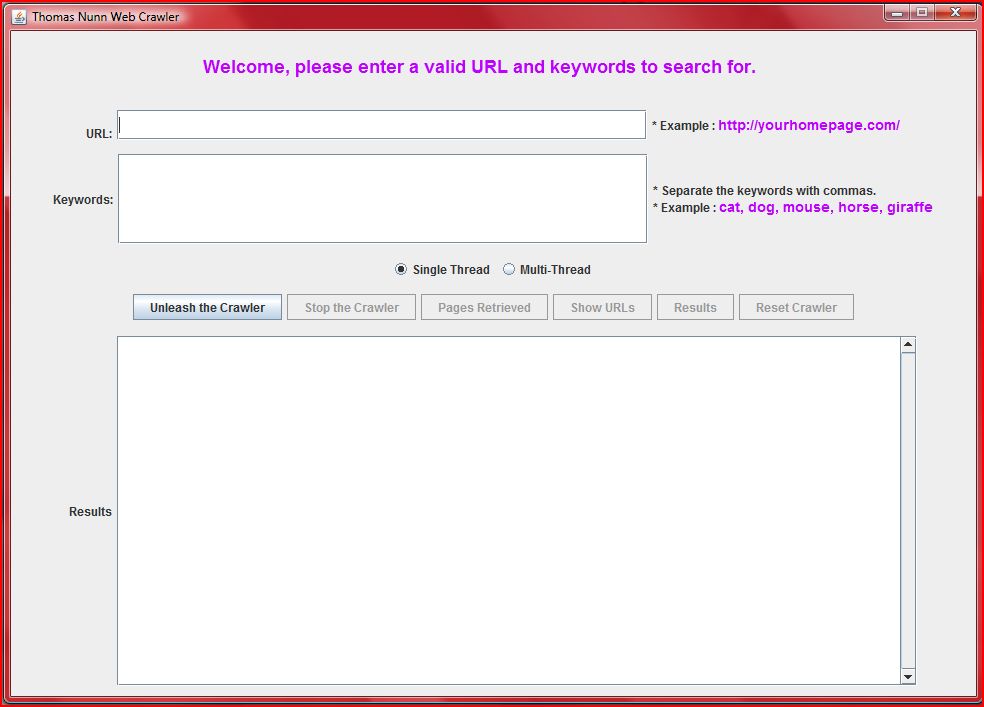 Thomas Nunn Web Crawler
Welcome, please enter a valid URL and keywords to search for.
URL:
* Example : http://yourhomepage.com/
Keywords:
* Separate the keywords with commas.
* Example : cat, dog, mouse, horse, giraffe
Single Thread Multi-Thread
Unleash the Crawler Stop the Crawler Pages Retrieved Show URLs Results Reset Crawler
Results